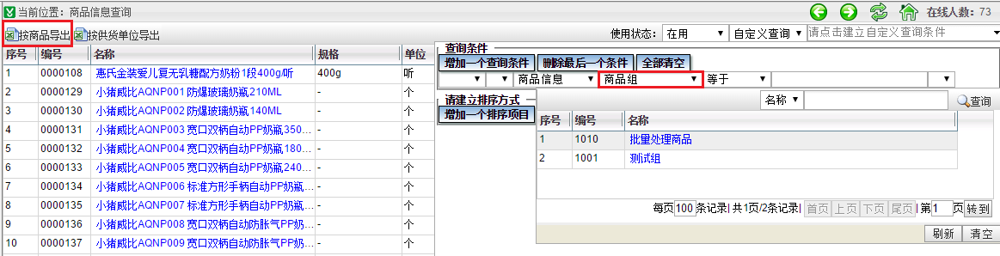 当前位置：商品信息查询 在线人数：73
按商品导出 按供货单位导出 使用状态：在用 自定义查询 请点击建立自定义查询条件
序号 编号 名称 规格 单位
1 0000108 惠氏金装爱儿复无乳糖配方奶粉1段400g/听 400g 听
2 0000129 小猪威比AQNP001 防爆玻璃奶瓶210ML - 个
3 0000130 小猪威比AQNP002 防爆玻璃奶瓶140ML - 个
4 0000131 小猪威比AQNP003 宽口双柄自动PP奶瓶350... - 个
5 0000132 小猪威比AQNP004 宽口双柄自动PP奶瓶180... - 个
6 0000133 小猪威比AQNP005 宽口双柄自动PP奶瓶240... - 个
7 0000134 小猪威比AQNP006 标准方形手柄自动PP奶瓶... - 个
8 0000135 小猪威比AQNP007 标准方形手柄自动PP奶瓶... - 个
9 0000136 小猪威比AQNP008 宽口双柄自动防胀气PP奶... - 个
10 0000137 小猪威比AQNP009 宽口双柄自动防胀气PP奶... - 个
查询条件
增加一个查询条件 删除最后一个条件 全部清空
商品信息 商品组 等于
请建立排序方式
增加一个排序项目
名称 查询
序号 编号 名称
1 1010 批量处理商品
2 1001 测试组
每页100条记录| 共1页/2条记录| 首页 上页 下页 尾页 | 第1页 转到
刷新 清空